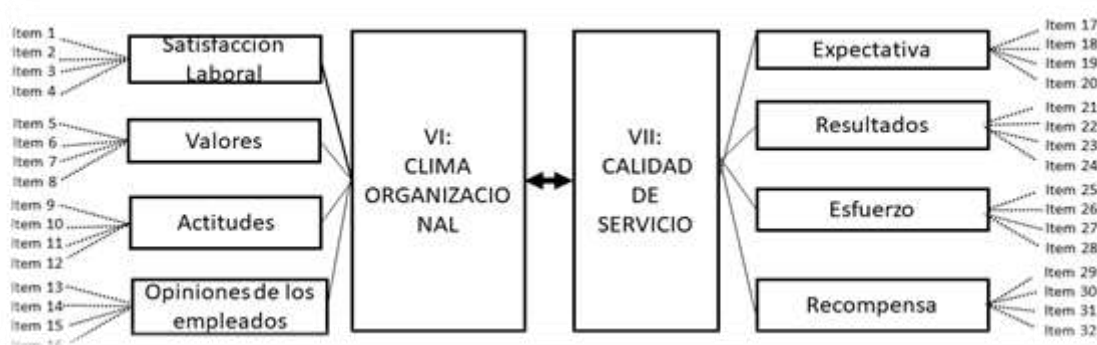 Item 1
Item 2
Item 3
Item 4
Satisfacción
Laboral
Item 5
Item 6
Item 7
Item 8
Valores
Item 9
Item 10
Item 11
Item 12
Actitudes
Item 13
Item 14
Item 15
Item 16
Opiniones de los
empleados
VI:
CLIMA
ORGANIZACIO
NAL
VII:
CALIDAD
DE
SERVICIO
Expectativa
Item 17
Item 18
Item 19
Item 20
Resultados
Item 21
Item 22
Item 23
Item 24
Esfuerzo
Item 25
Item 26
Item 27
Item 28
Recompensa
Item 29
Item 30
Item 31
Item 32